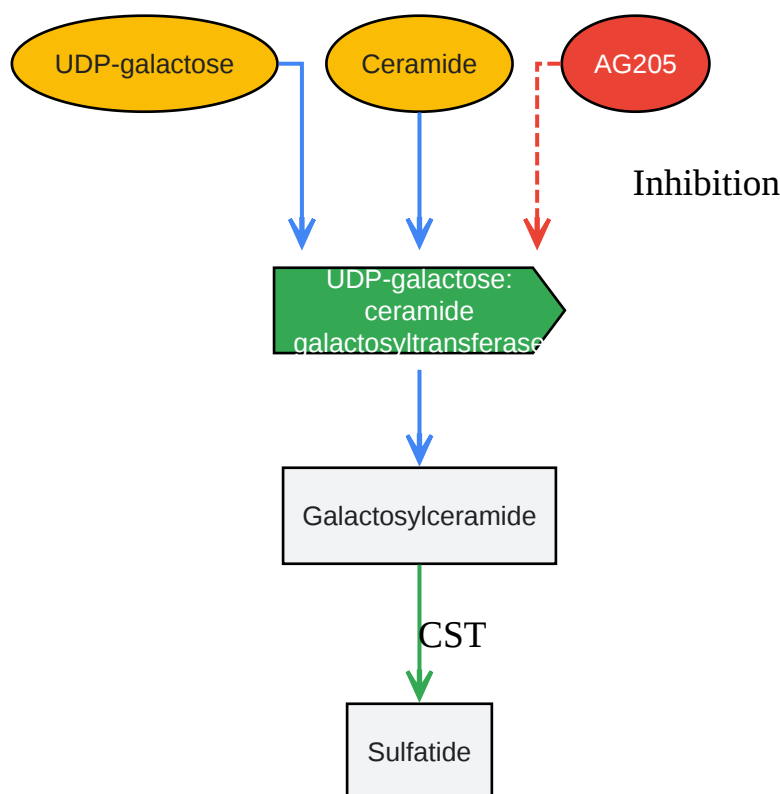 UDP-galactose
Ceramide
AG205
Inhibition
UDP-galactose:
ceramide
galactosyltransferase
Galactosylceramide
CST
Sulfatide